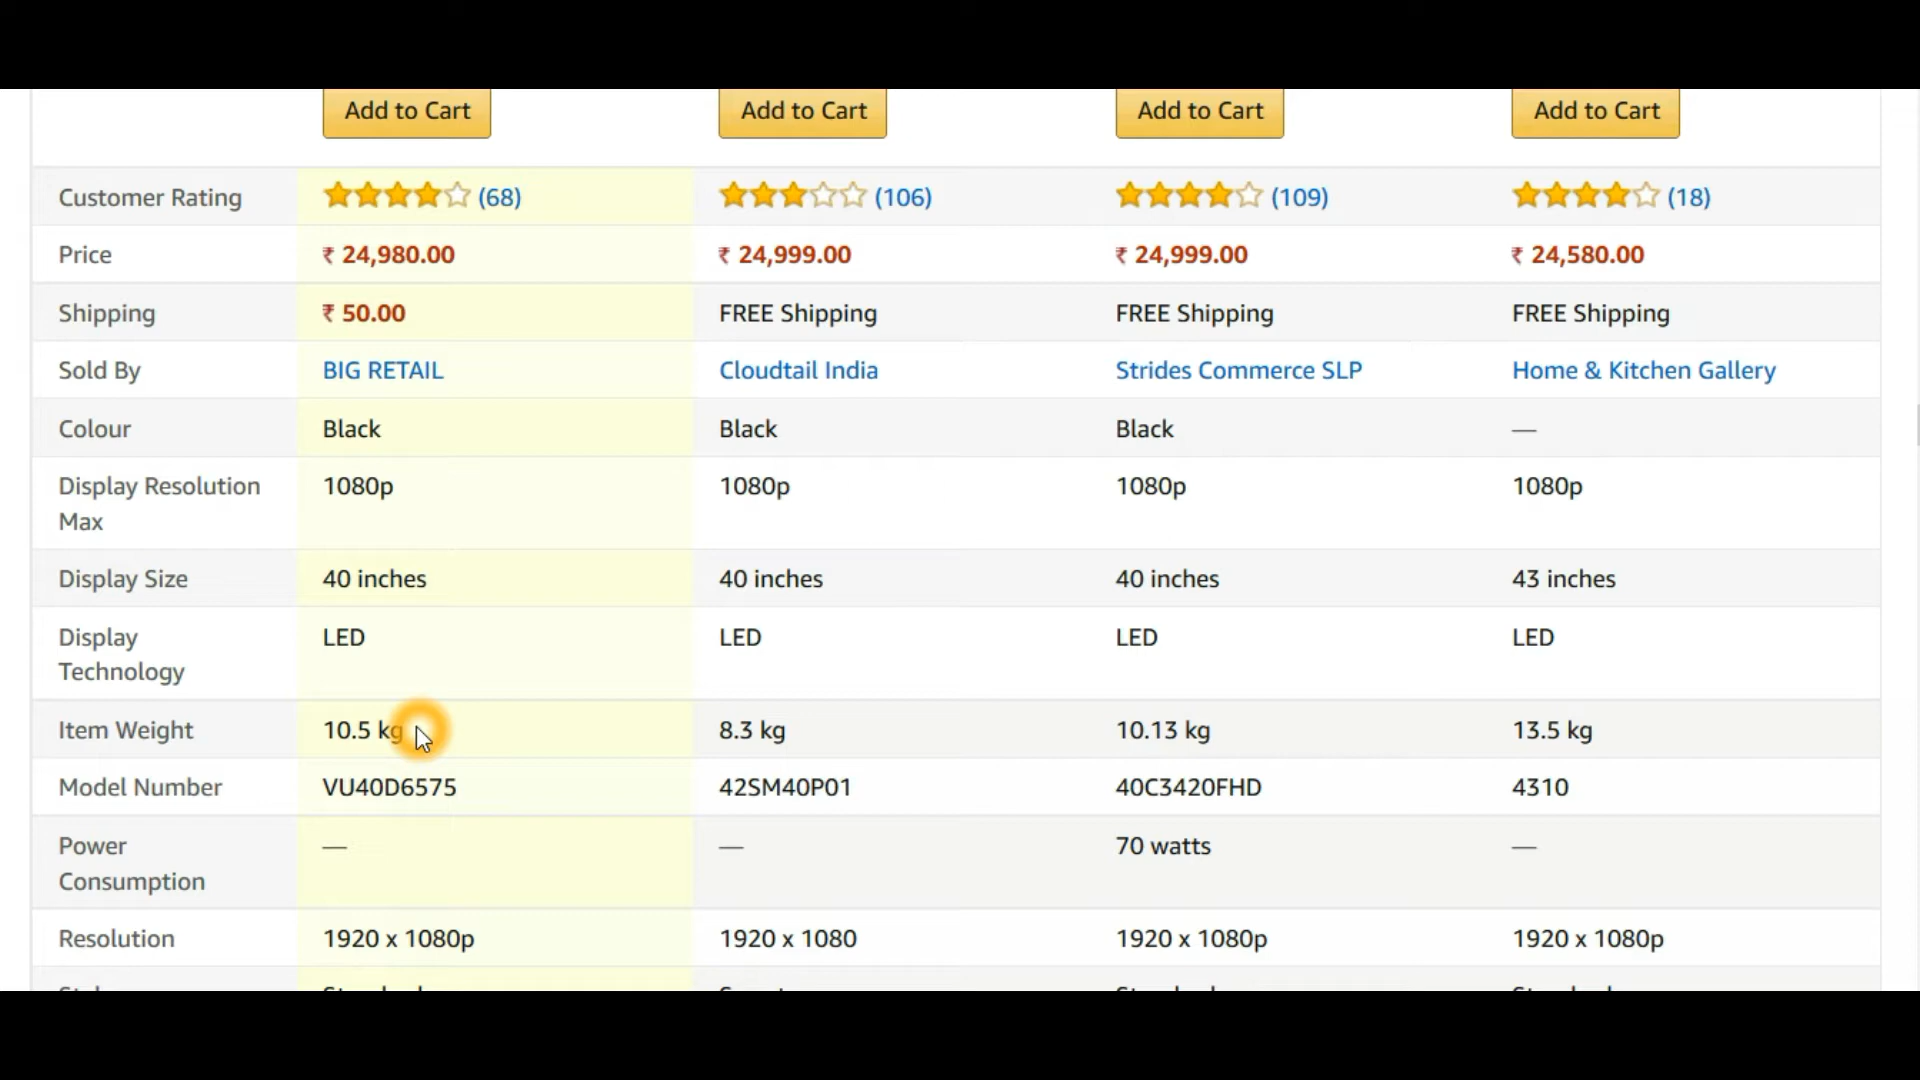 Add to Cart Add to Cart Add to Cart Add to Cart
Customer Rating (68) (106) (109) (18)
Price ₹ 24,980.00 ₹ 24,999.00 ₹ 24,999.00 ₹ 24,580.00
Shipping ₹ 50.00 FREE Shipping FREE Shipping FREE Shipping
Sold By BIG RETAIL Cloudtail India Strides Commerce SLP Home & Kitchen Gallery
Colour Black Black Black —
Display Resolution 1080p 1080p 1080p 1080p
Max
Display Size 40 inches 40 inches 40 inches 43 inches
Display LED LED LED LED
Technology
Item Weight 10.5 kg 8.3 kg 10.13 kg 13.5 kg
Model Number VU40D6575 42SM40P01 40C3420FHD 4310
Power — — 70 watts —
Consumption
Resolution 1920 x 1080p 1920 x 1080 1920 x 1080p 1920 x 1080p